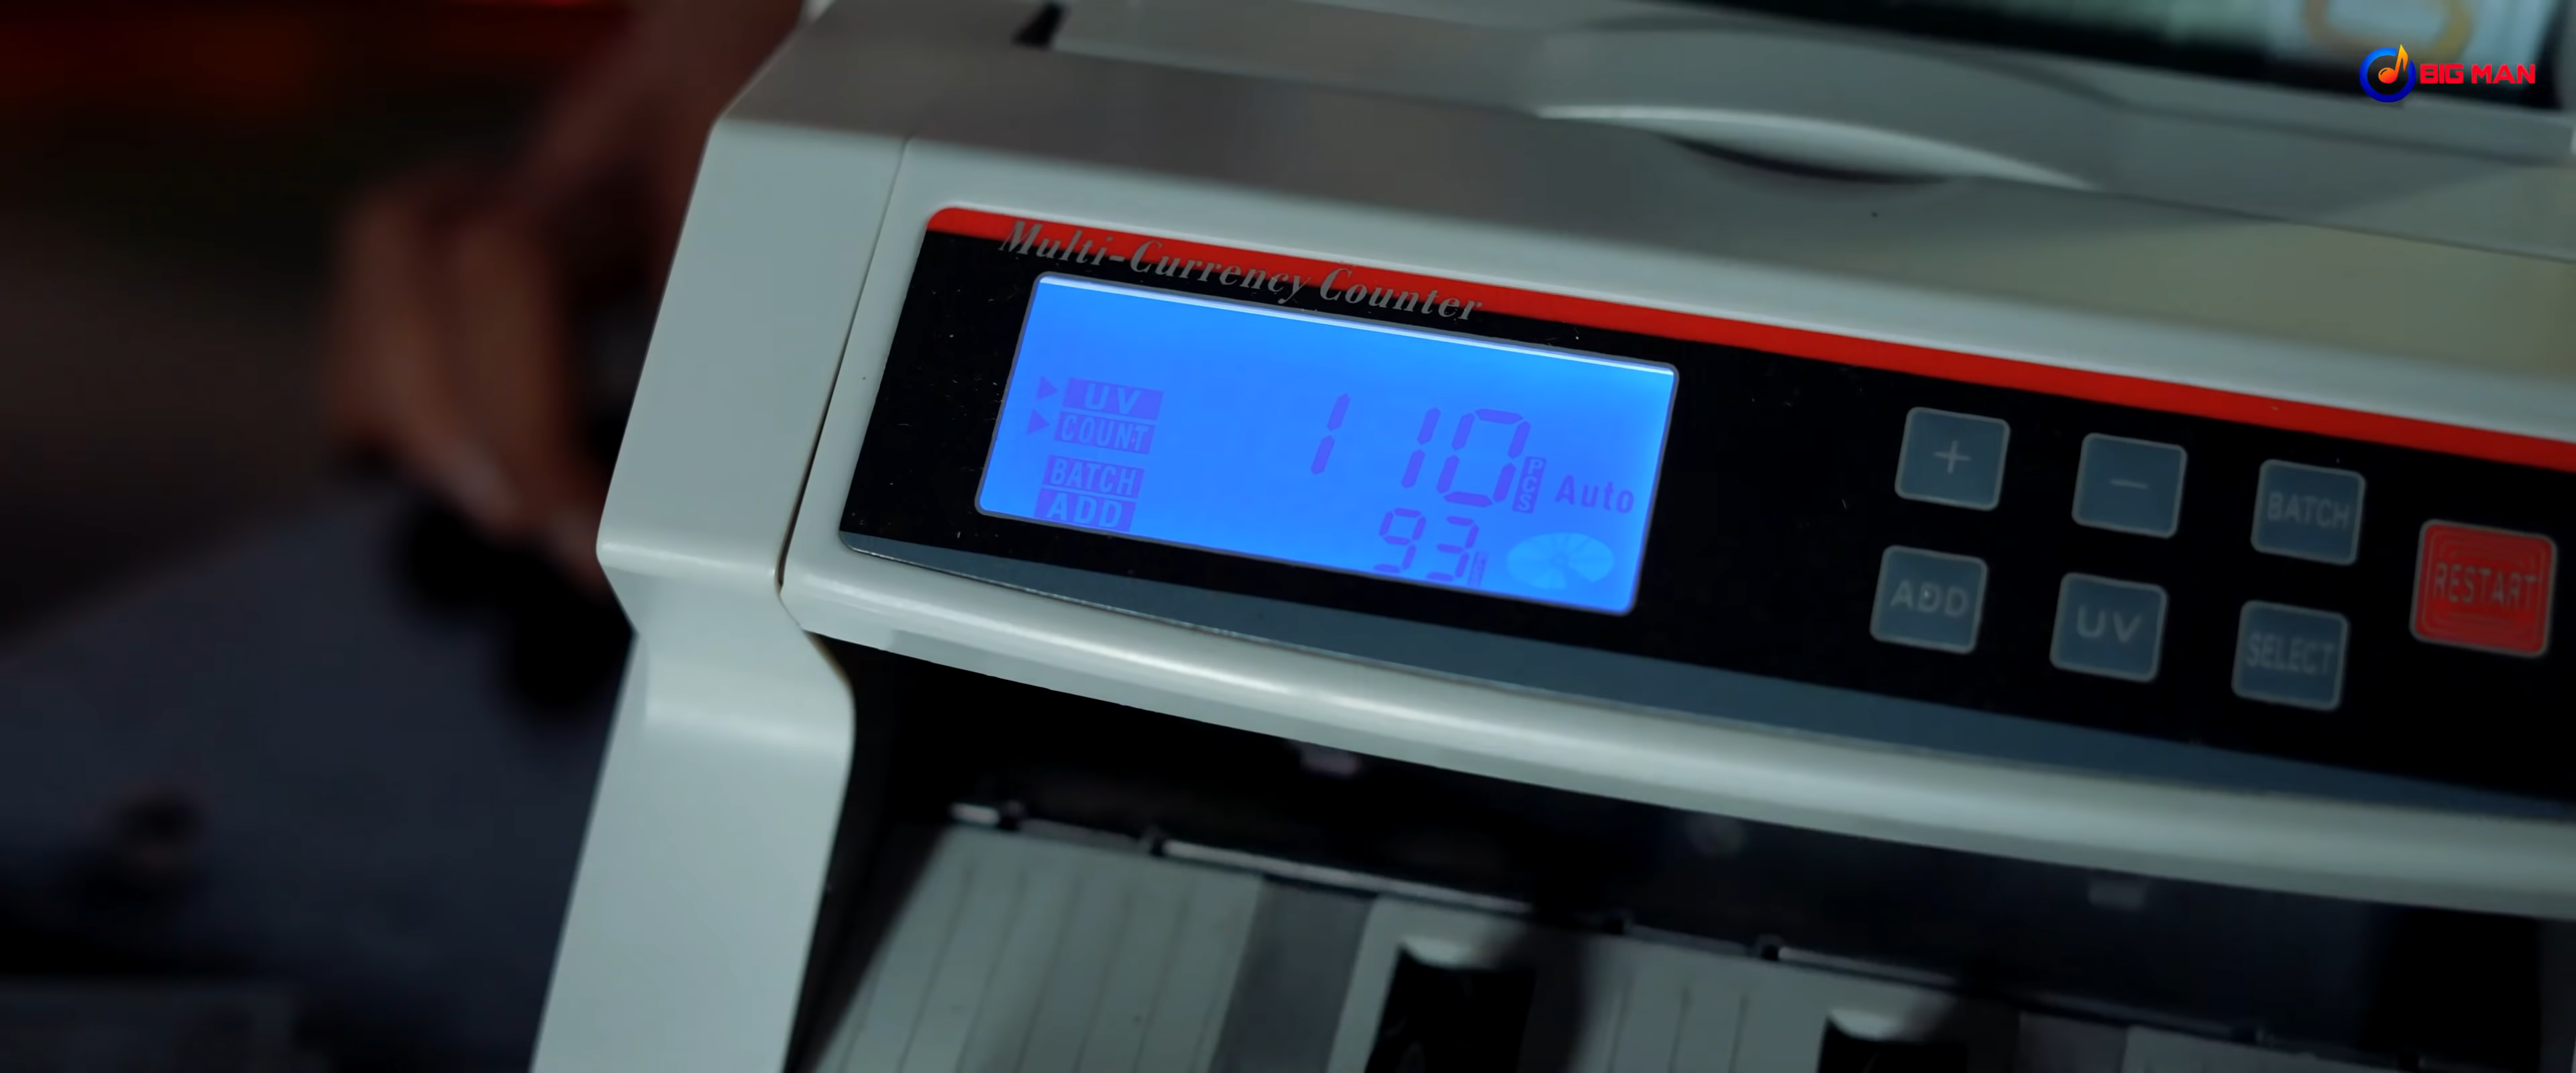 BIG MAN
Multi-Currency Counter
UV
COUNT
BATCH
ADD
110 PCS Auto
93
+ - BATCH
RESTART
ADD UV SELECT